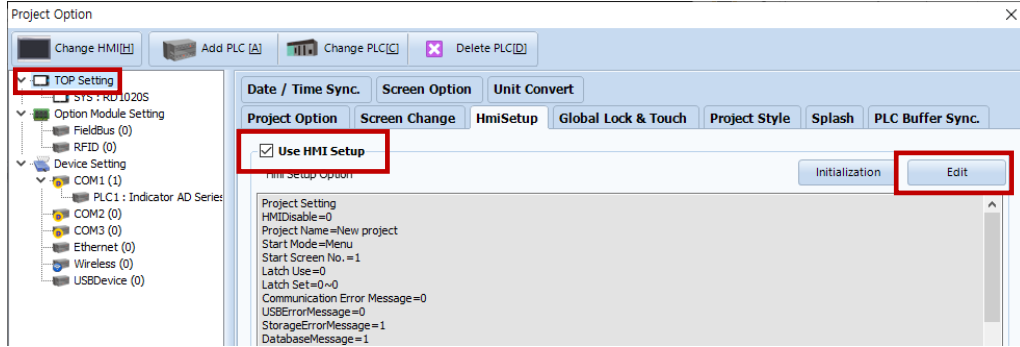 Project Option
Change HMI[H]
Add PLC [A]
Change PLC[C]
Delete PLC[D]
TOP Setting
SYS : RD1020S
Option Module Setting
FieldBus (0)
RFID (0)
Device Setting
COM1 (1)
PLC1 : Indicator AD Series
COM2 (0)
COM3 (0)
Ethernet (0)
Wireless (0)
USBDevice (0)
Date / Time Sync.
Screen Option
Unit Convert
Project Option
Screen Change
HmiSetup
Global Lock & Touch
Project Style
Splash
PLC Buffer Sync.
Use HMI Setup
Hmi Setup Option
Initialization
Edit
Project Setting
HMIDisable=0
Project Name=New project
Start Mode=Menu
Start Screen No.=1
Latch Use=0
Latch Set=0~0
Communication Error Message=0
USBErrorMessage=0
StorageErrorMessage=1
DatabaseMessage=1